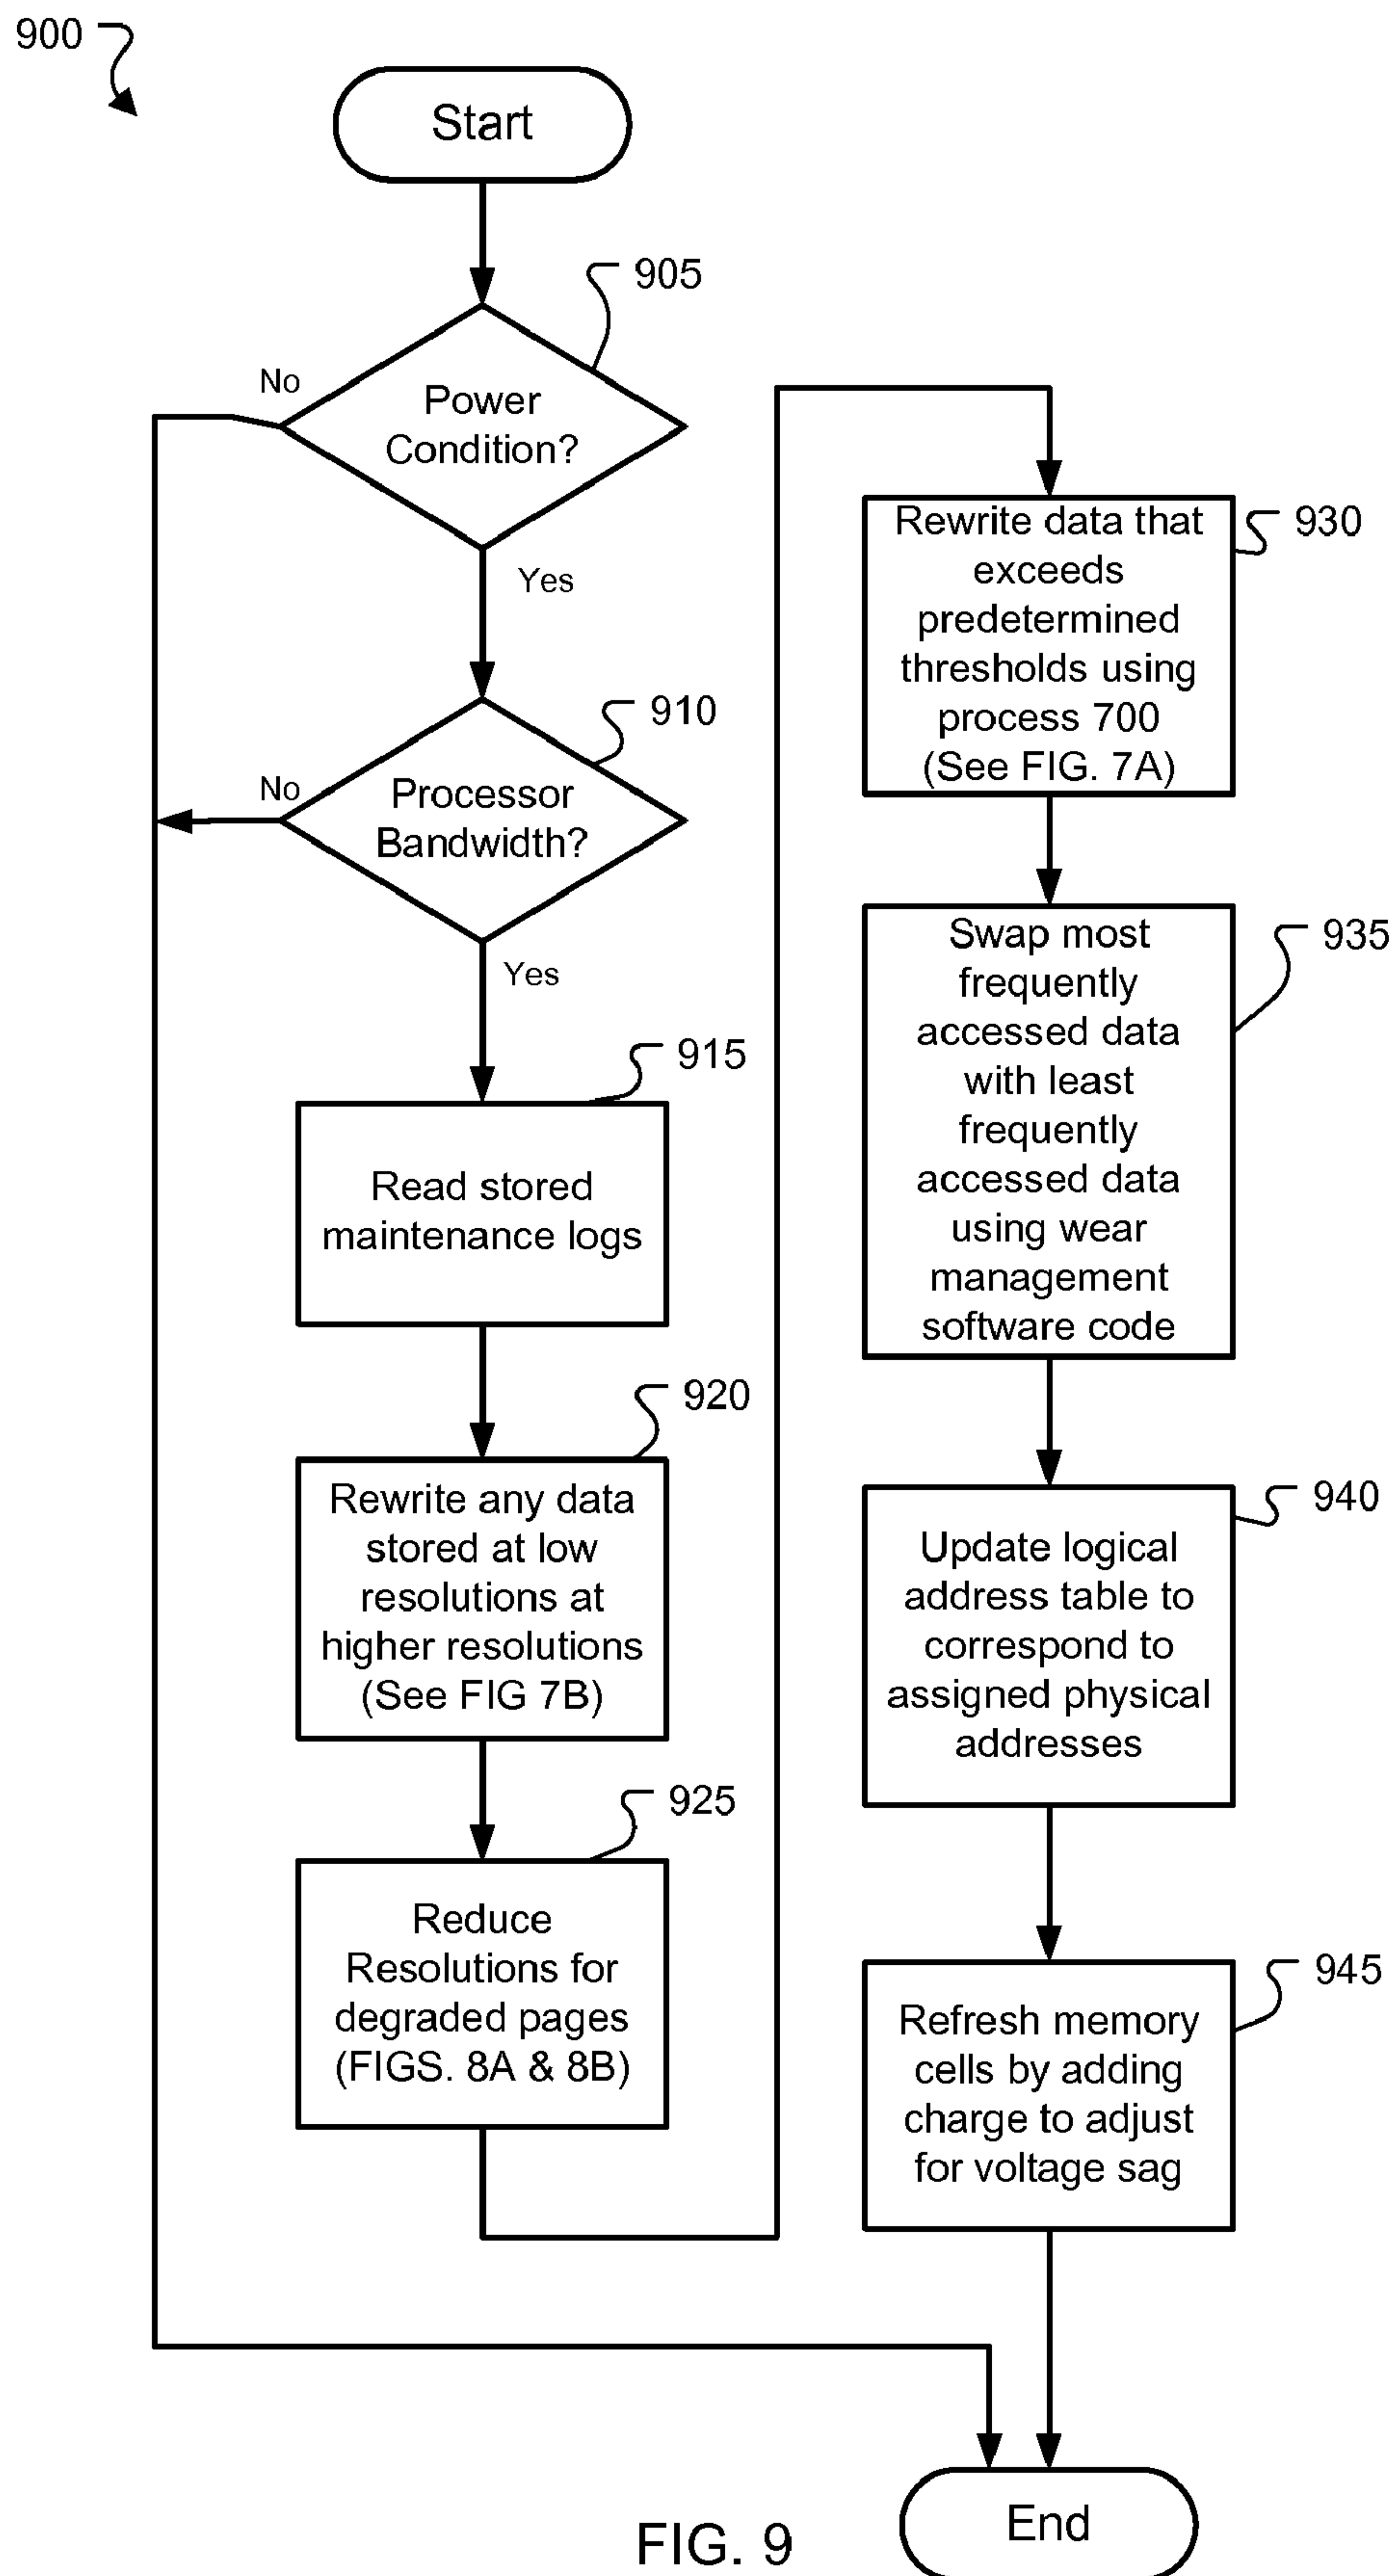 900
Start
905
Power
Condition?
No
Yes
910
Processor
Bandwidth?
No
Yes
915
Read stored
maintenance logs
920
Rewrite any data
stored at low
resolutions at
higher resolutions
(See FIG 7B)
925
Reduce
Resolutions for
degraded pages
(FIGS. 8A & 8B)
930
Rewrite data that
exceeds
predetermined
thresholds using
process 700
(See FIG. 7A)
935
Swap most
frequently
accessed data
with least
frequently
accessed data
using wear
management
software code
940
Update logical
address table to
correspond to
assigned physical
addresses
945
Refresh memory
cells by adding
charge to adjust
for voltage sag
End
FIG. 9